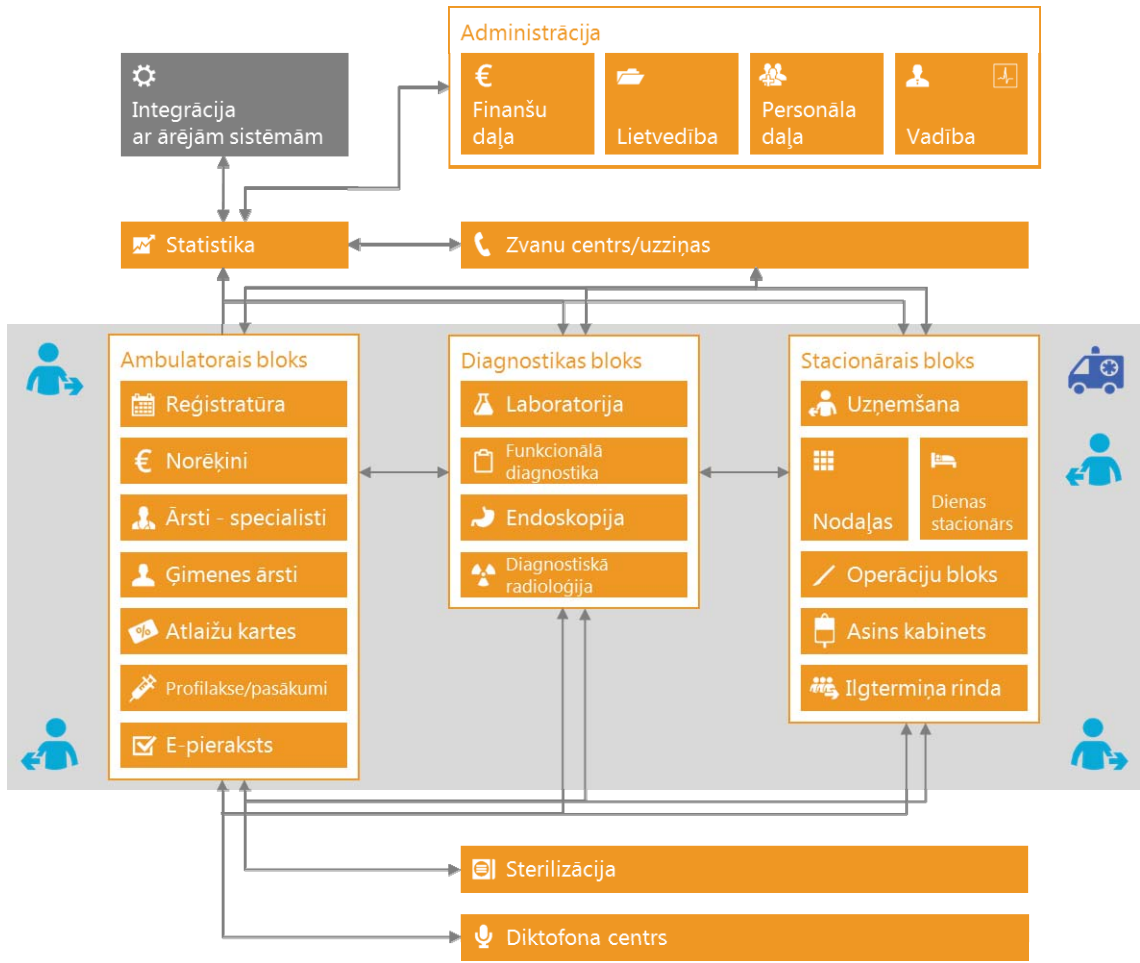 Administrācija
Integrācija
ar ārējām sistēmām
€
Finanšu
daļa
Lietvedība
Personāla
daļa
Vadība
Statistika
Zvanu centrs/uzziņas
Ambulatorais bloks
Reģistratūra
€ Norēķini
Ārsti - specialisti
Ģimenes ārsti
% Atlaižu kartes
Profilakse/pasākumi
E-pieraksts
Diagnostikas bloks
Laboratorija
Funkcionālā
diagnostika
Endoskopija
Diagnostiskā
radioloģija
Stacionārais bloks
Uzņemšana
Nodaļas
Dienas
stacionārs
Operāciju bloks
Asins kabinets
Ilgtermiņa rinda
Sterilizācija
Diktofona centrs